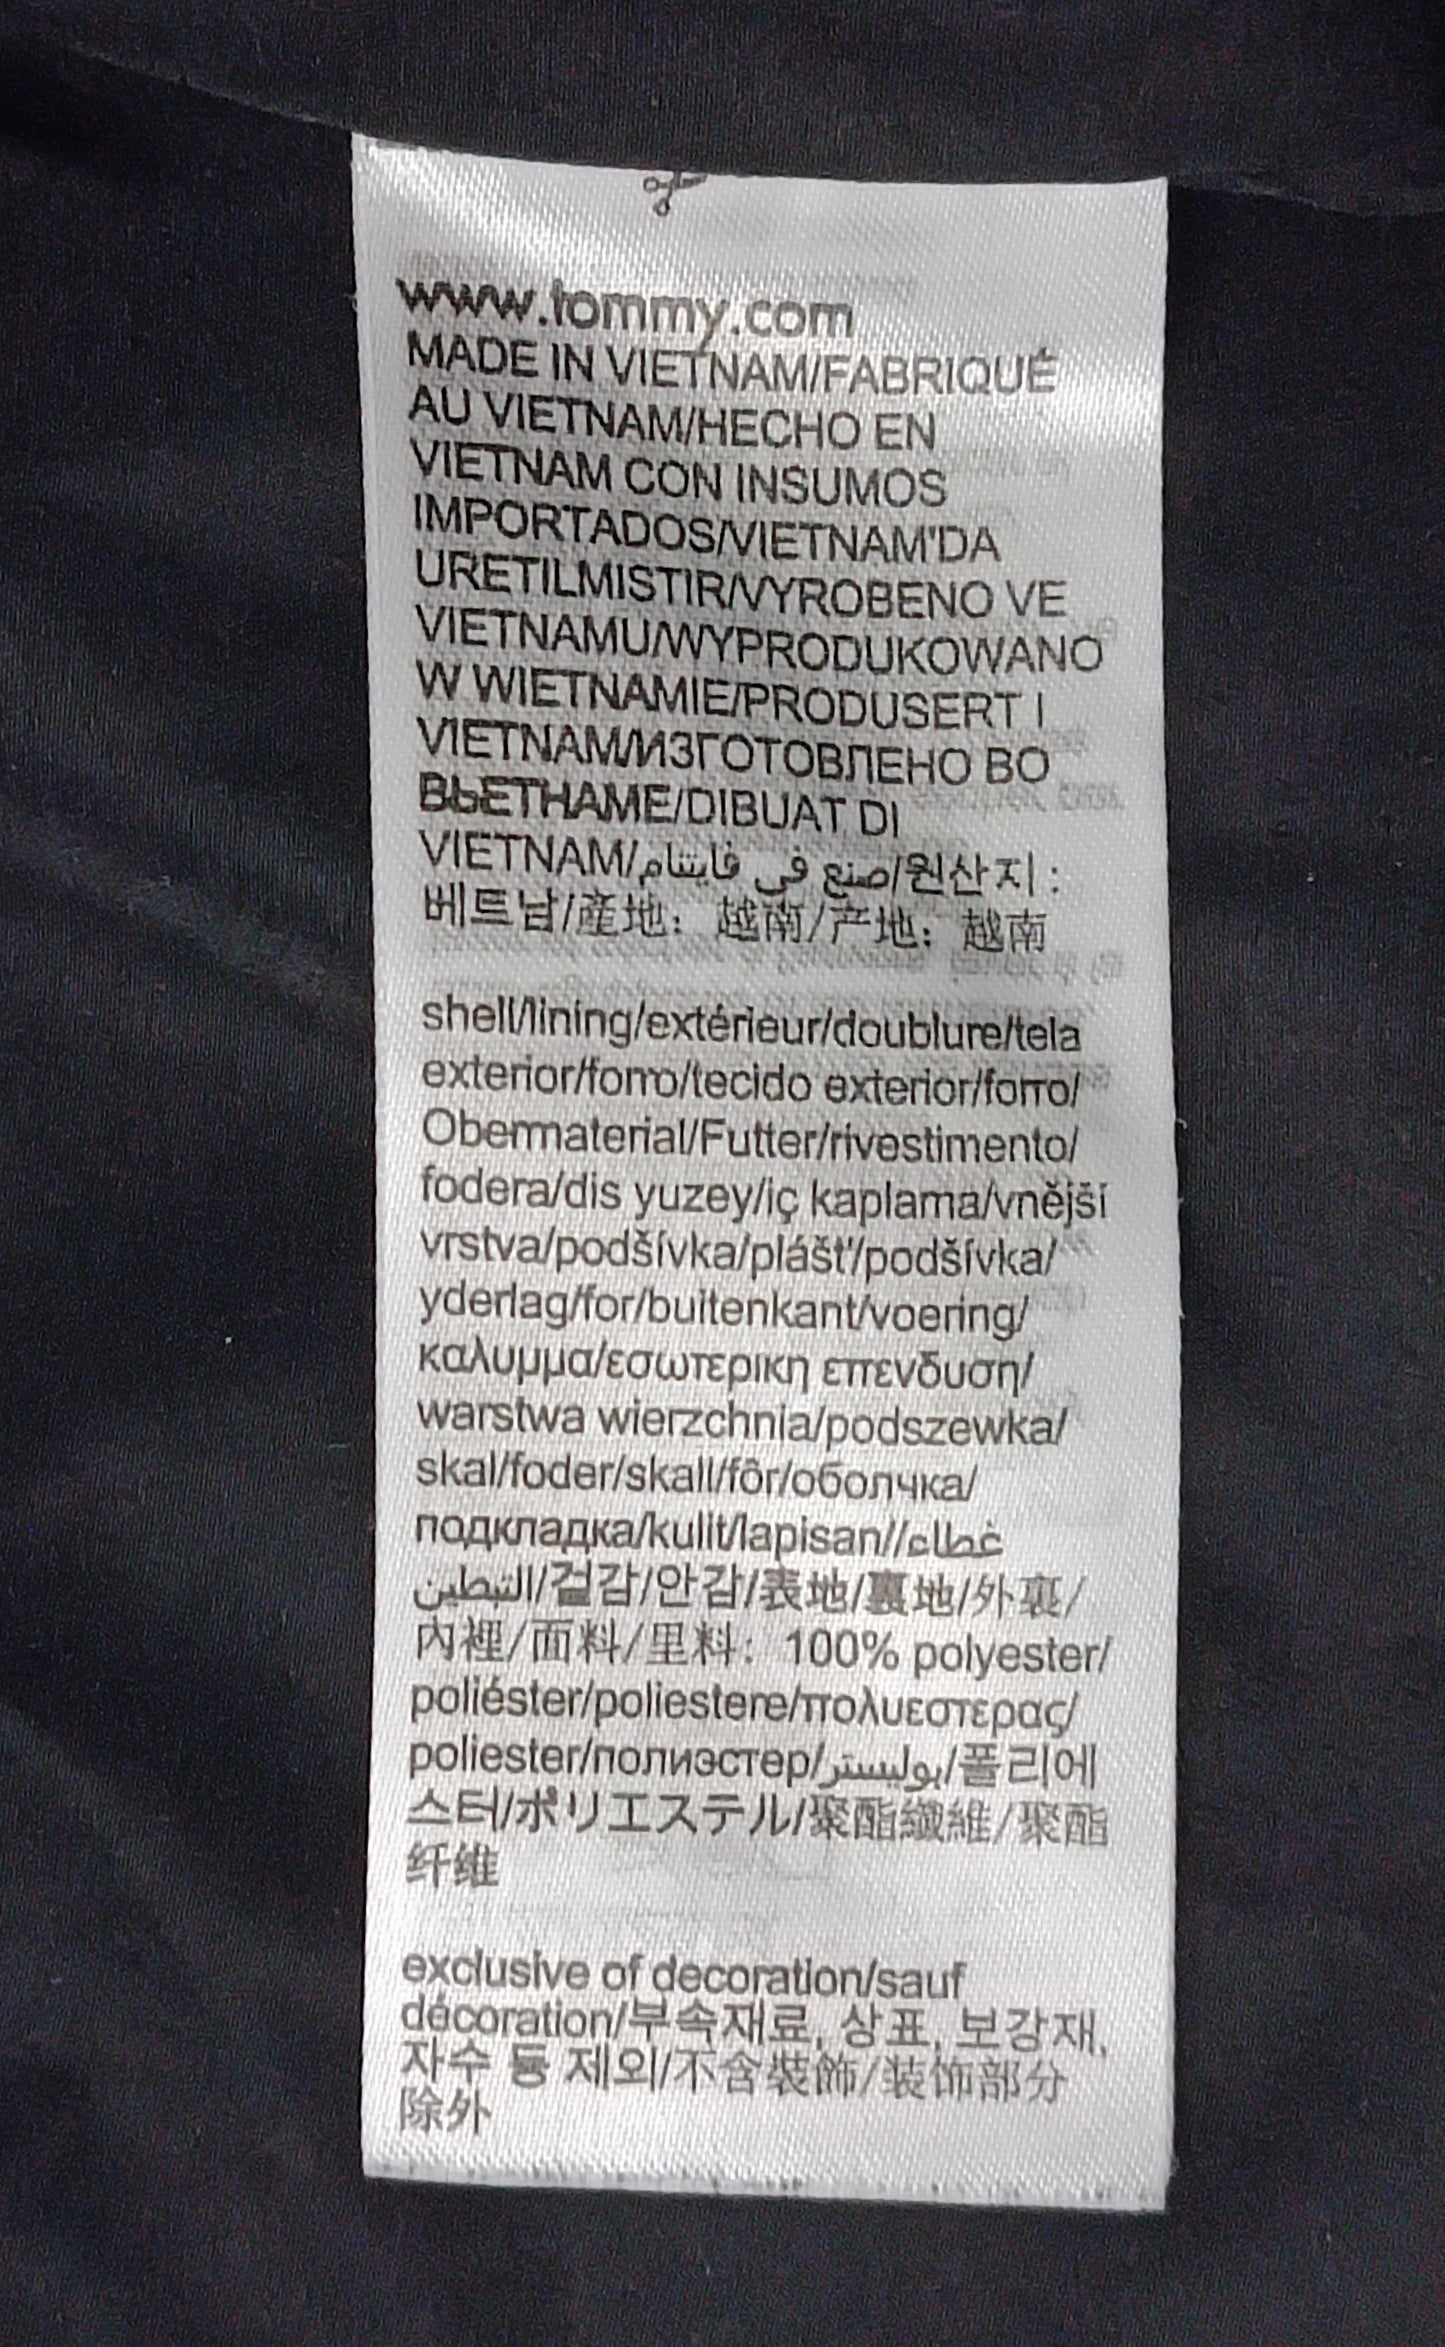 www.tommy.com
MADE IN VIETNAM/FABRIQUÉ
AU VIETNAM/HECHO EN
VIETNAM CON INSUMOS
IMPORTADOS/VIETNAM'DA
URETILMISTIR/VYROBENO VE
VIETNAMU/WYPRODUKOWANO
W WIETNAMIE/PRODUSERT I
VIETNAM/ИЗГОТОВЛЕНО ВО
ВЬЕТНАМЕ/DIBUAT DI
VIETNAM/صنع في فايتنام/원산지 :
베트남/産地：越南/产地：越南
shell/lining/extérieur/doublure/tela
exterior/forro/tecido exterior/forro/
Obermaterial/Futter/rivestimento/
fodera/dis yuzey/iç kaplama/vnější
vrstva/podšívka/plášť/podšívka/
yderlag/for/buitenkant/voering/
καλυμμα/εσωτερικη επενδυση/
warstwa wierzchnia/podszewka/
skal/foder/skall/fôr/оболчка/
подкладка/kulit/lapisan//غطاء
التبطين/겉감/안감/表地/裏地/外裏/
內裡/面料/里料：100% polyester/
poliéster/poliestere/πολυεστερας/
poliester/полиэстер/بوليستر/폴리에
스터/ポリエステル/聚酯纖維/聚酯
纤维
exclusive of decoration/sauf
décoration/부속재료, 상표, 보강재,
자수 등 제외/不含裝飾/装饰部分
除外